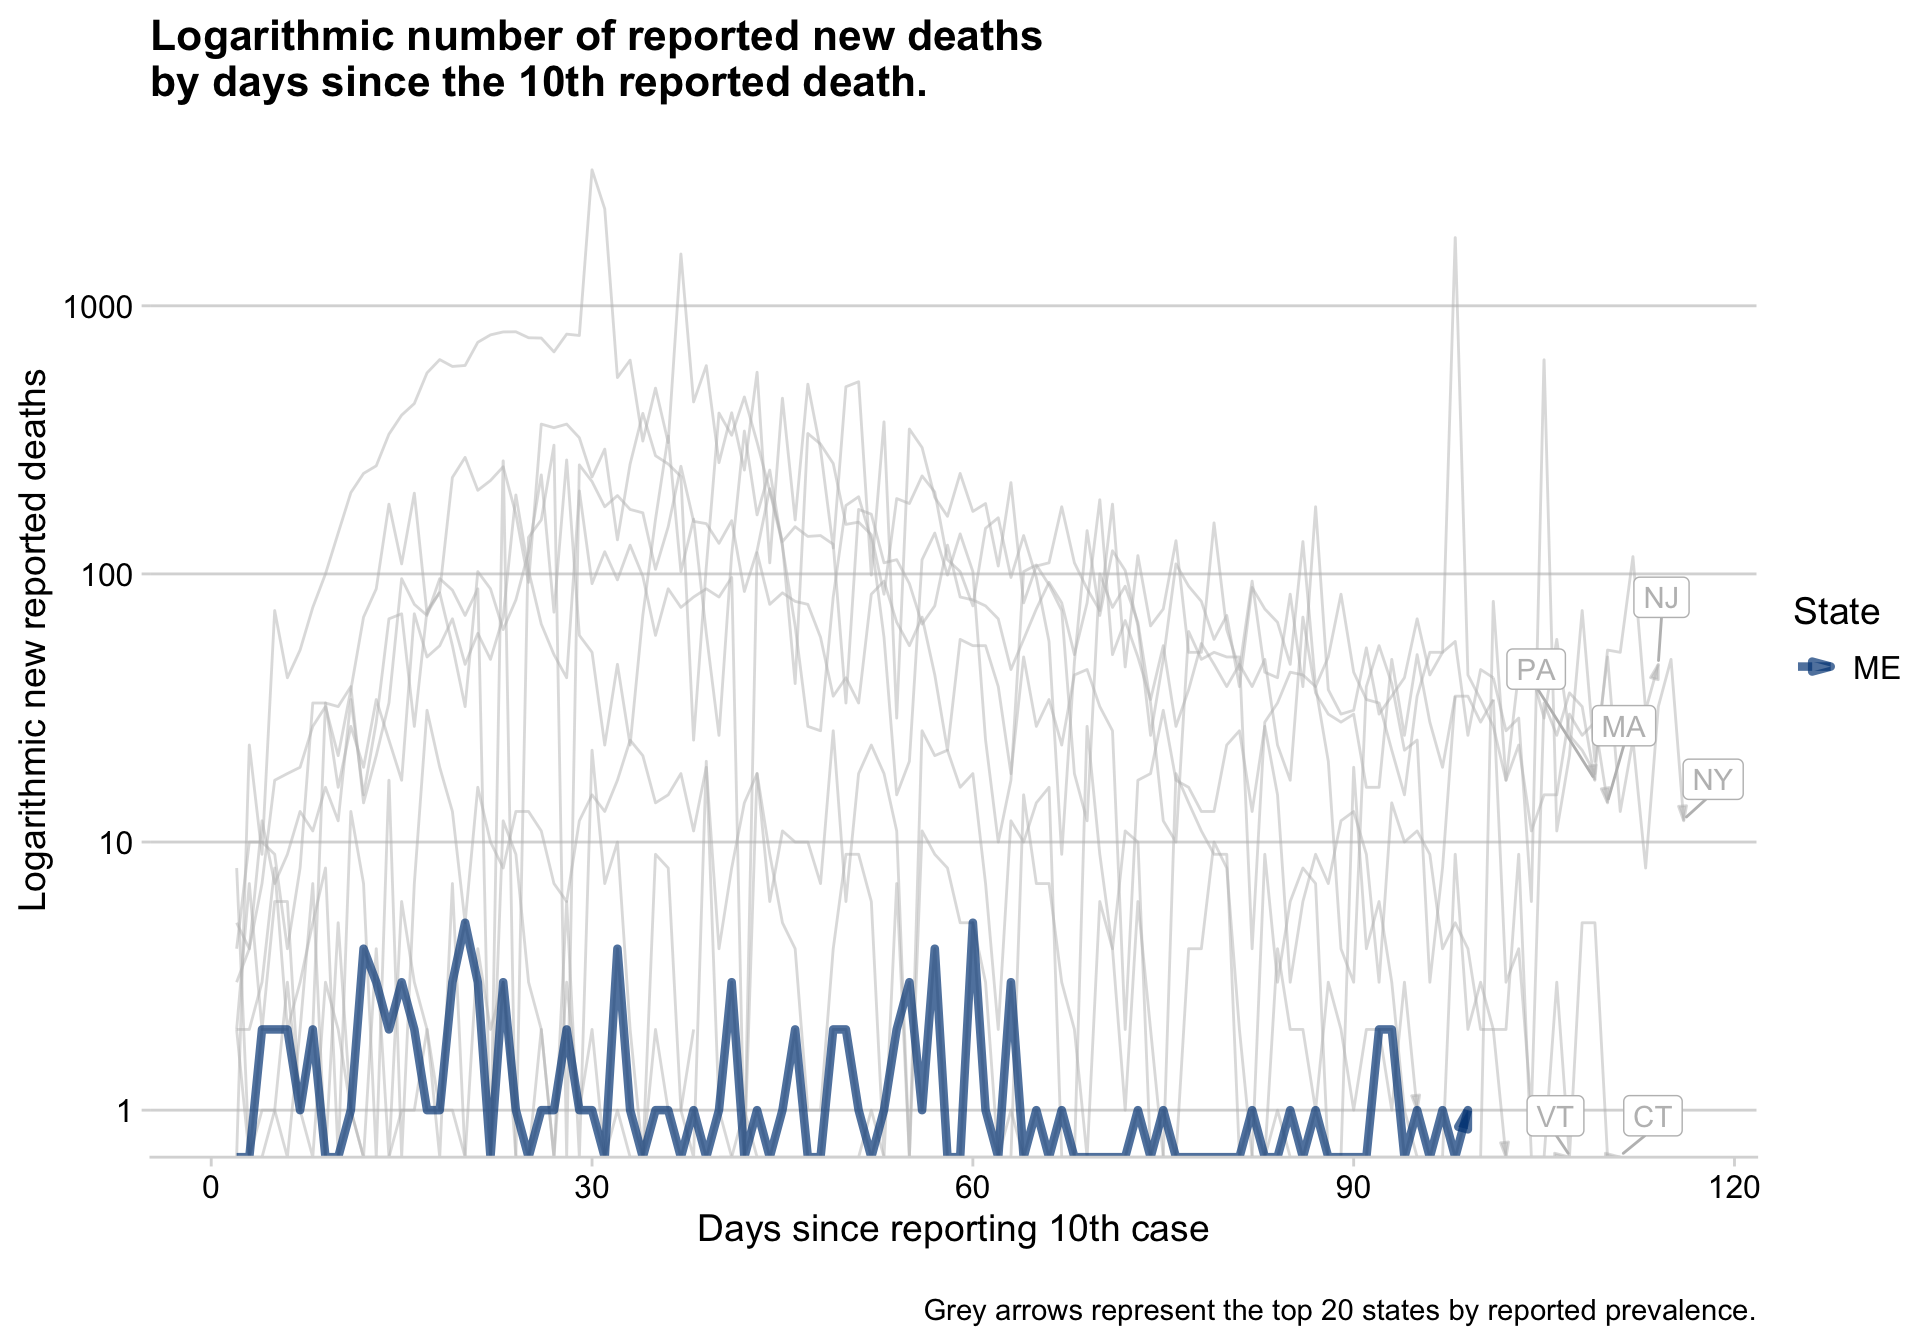 Logarithmic number of reported new deaths
by days since the 10th reported death.
Logarithmic new reported deaths
1000
100
10
1
NJ
PA
MA
NY
VT
CT
State
ME
0
30
60
90
120
Days since reporting 10th case
Grey arrows represent the top 20 states by reported prevalence.